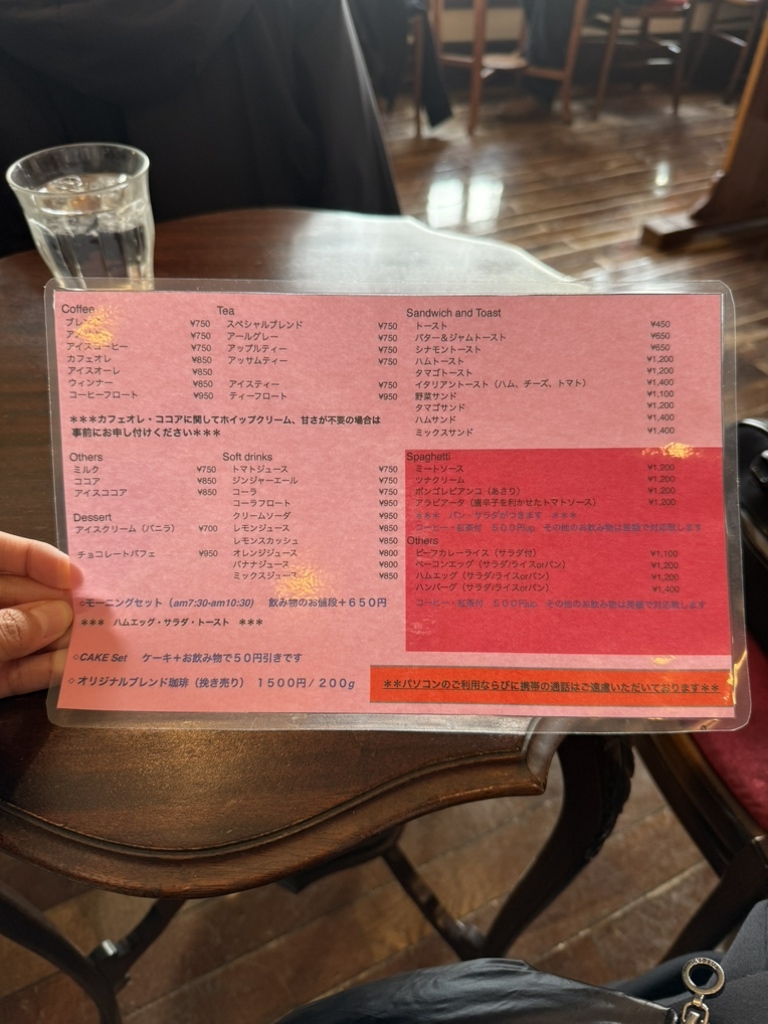 Coffee
ブレ ¥750
ア ¥750
アイスコーヒー ¥750
カフェオレ ¥850
アイスオーレ ¥850
ウィンナー ¥850
コーヒーフロート ¥950
Tea
スペシャルブレンド ¥750
アールグレー ¥750
アップルティー ¥750
アッサムティー ¥750
アイスティー ¥750
ティーフロート ¥950
***カフェオレ・ココアに関してホイップクリーム、甘さが不要の場合は
事前にお申し付けください***
Others
ミルク ¥750
ココア ¥850
アイスココア ¥850
Dessert
アイスクリーム（バニラ） ¥700
チョコレートパフェ ¥950
Soft drinks
トマトジュース ¥750
ジンジャーエール ¥750
コーラ ¥750
コーラフロート ¥950
クリームソーダ ¥950
レモンジュース ¥850
レモンスカッシュ ¥850
オレンジジュース ¥800
バナナジュース ¥800
ミックスジュース ¥850
◇モーニングセット（am7:30-am10:30） 飲み物のお値段＋６５０円
*** ハムエッグ・サラダ・トースト ***
◇CAKE Set ケーキ＋お飲み物で５０円引きです
◇オリジナルブレンド珈琲（挽き売り） １５００円／２００g
Sandwich and Toast
トースト ¥450
バター＆ジャムトースト ¥650
シナモントースト ¥650
ハムトースト ¥1,200
タマゴトースト ¥1,200
イタリアントースト（ハム、チーズ、トマト） ¥1,400
野菜サンド ¥1,100
タマゴサンド ¥1,200
ハムサンド ¥1,400
ミックスサンド ¥1,400
Spaghetti
ミートソース ¥1,200
ツナクリーム ¥1,200
ボンゴレビアンコ（あさり） ¥1,200
アラビアータ（唐辛子を利かせたトマトソース） ¥1,200
*** パン・サラダがつきます ***
コーヒー・紅茶付 ５００円up その他のお飲み物は差額で対応致します
Others
ビーフカレーライス（サラダ付） ¥1,100
ベーコンエッグ（サラダ/ライスorパン） ¥1,200
ハムエッグ（サラダ/ライスorパン） ¥1,200
ハンバーグ（サラダ/ライスorパン） ¥1,400
コーヒー・紅茶付 ５００円up その他のお飲み物は差額で対応致します
**パソコンのご利用ならびに携帯の通話はご遠慮いただいております**